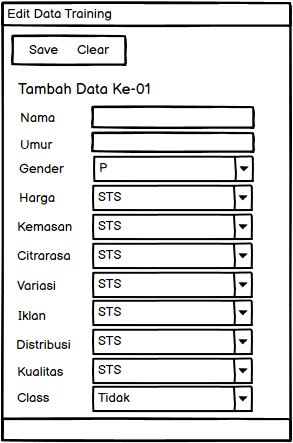 Edit Data Training
Save Clear
Tambah Data Ke-01
Nama
Umur
Gender P
Harga STS
Kemasan STS
Citrarasa STS
Variasi STS
Iklan STS
Distribusi STS
Kualitas STS
Class Tidak